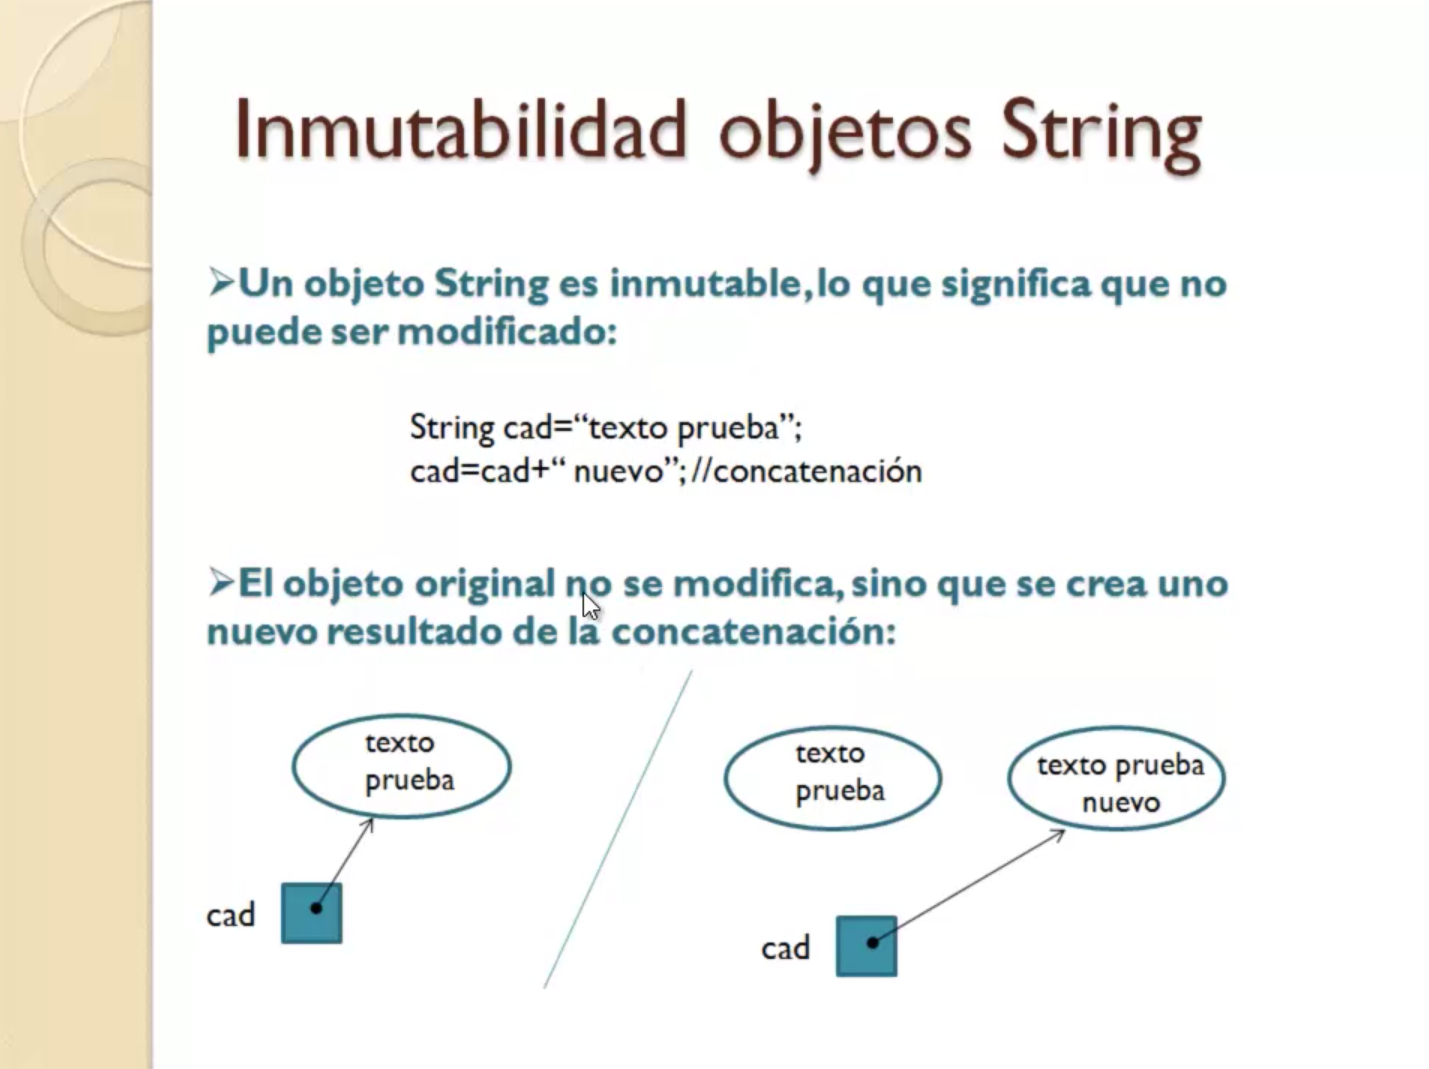 Inmutabilidad objetos String
➢Un objeto String es inmutable, lo que significa que no
puede ser modificado:
String cad=“texto prueba”;
cad=cad+“ nuevo”; //concatenación
➢El objeto original no se modifica, sino que se crea uno
nuevo resultado de la concatenación:
texto
prueba
cad
texto
prueba
texto prueba
nuevo
cad